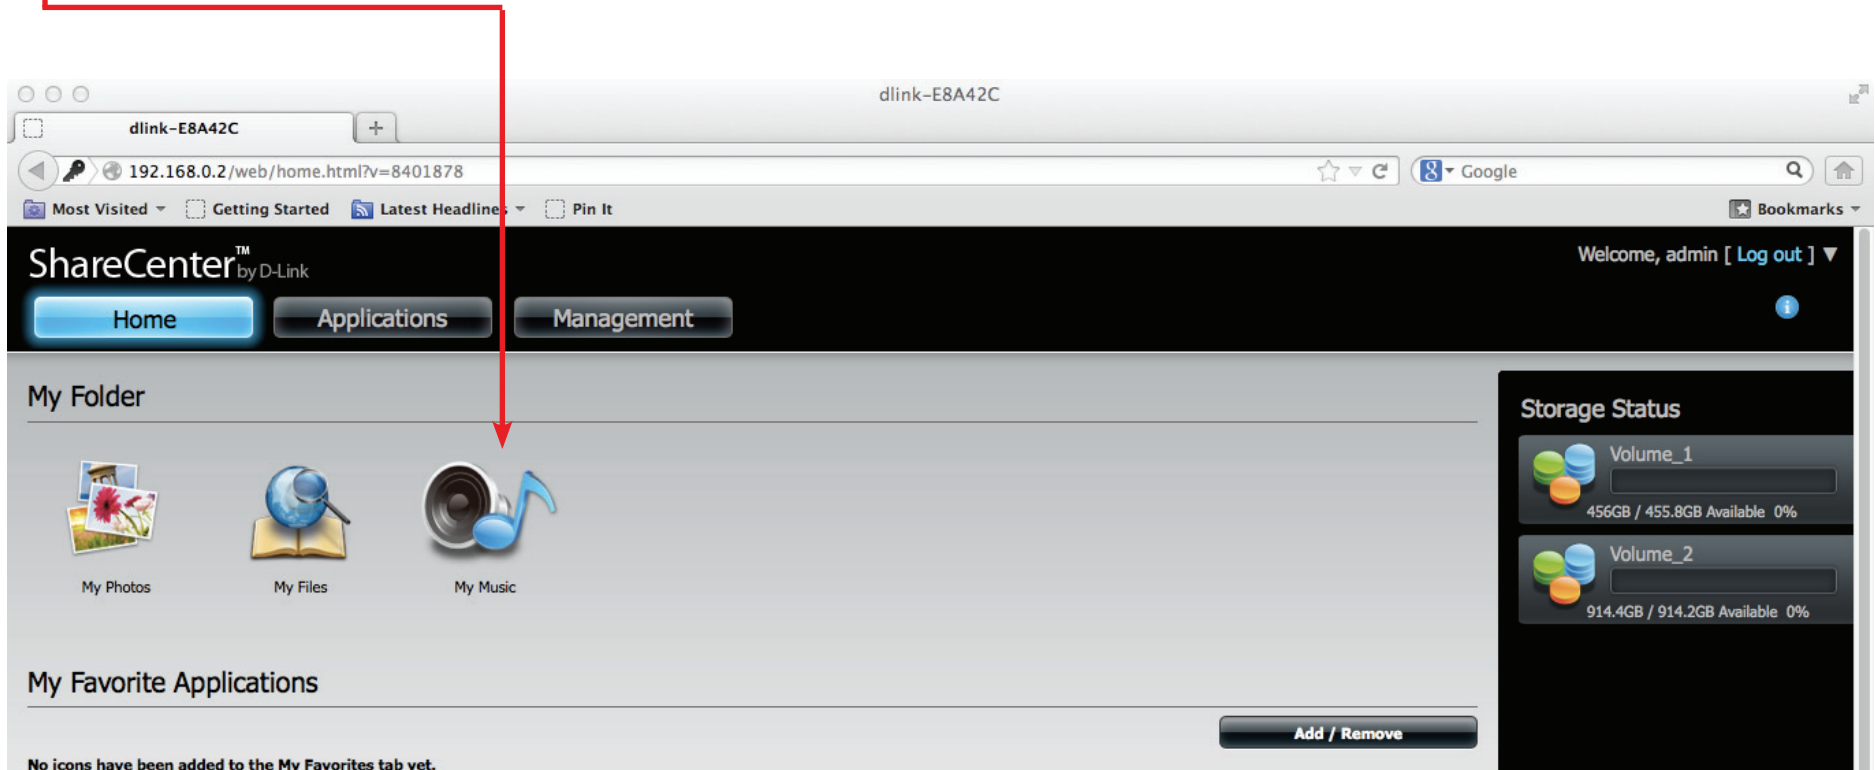 dlink-E8A42C
dlink-E8A42C
192.168.0.2/web/home.html?v=8401878
Google
Most Visited Getting Started Latest Headlines Pin It
Bookmarks
ShareCenter™ by D-Link
Welcome, admin [ Log out ] ▼
Home Applications Management
My Folder
My Photos My Files My Music
Storage Status
Volume_1
456GB / 455.8GB Available 0%
Volume_2
914.4GB / 914.2GB Available 0%
My Favorite Applications
Add / Remove
No icons have been added to the My Favorites tab yet.